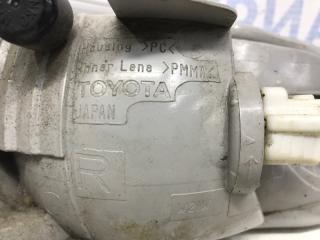 Housing >PC<
Inner Lens >PMMA<
TOYOTA
JAPAN
R